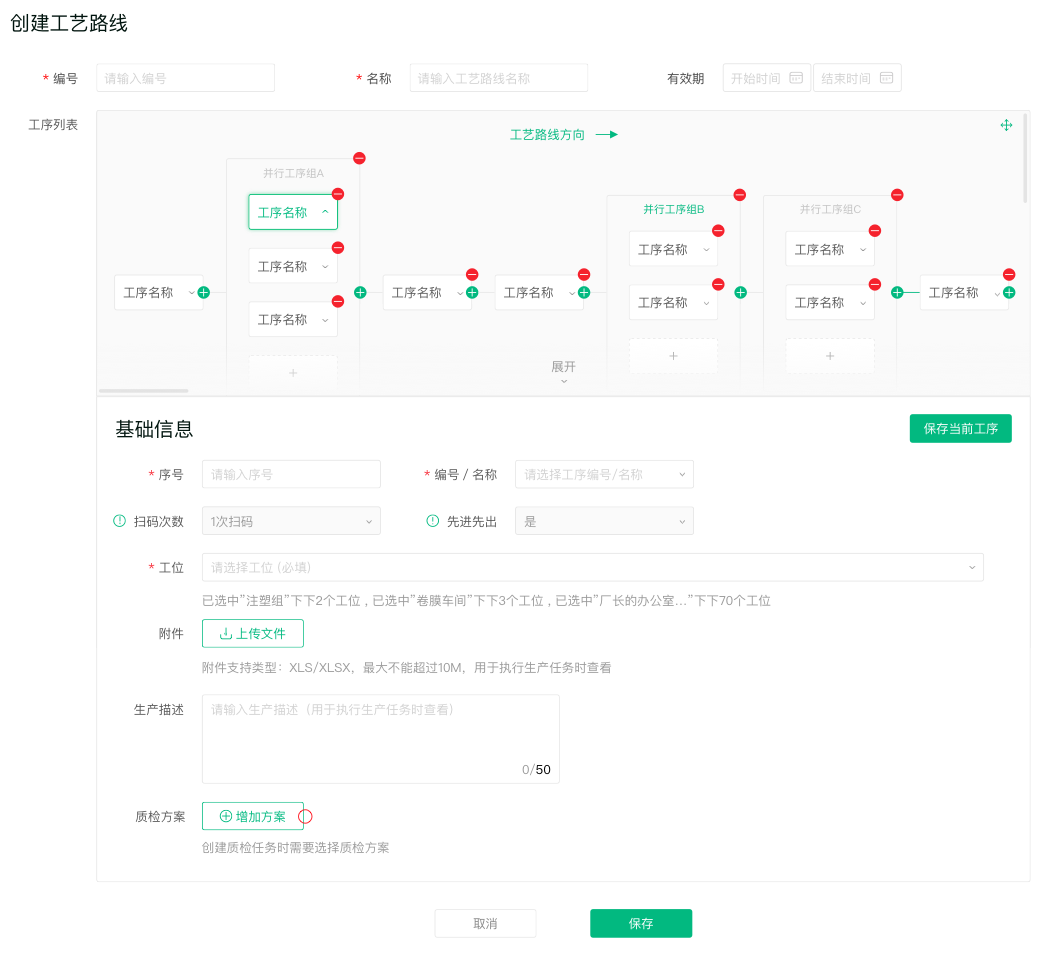 创建工艺路线
* 编号 请输入编号 * 名称 请输入工艺路线名称 有效期 开始时间 结束时间
工序列表
工艺路线方向
并行工序组A
工序名称
工序名称
工序名称
工序名称
工序名称
工序名称
并行工序组B
工序名称
工序名称
并行工序组C
工序名称
工序名称
工序名称
展开
基础信息 保存当前工序
* 序号 请输入序号 * 编号 / 名称 请选择工序编号/名称
扫码次数 1次扫码 先进先出 是
* 工位 请选择工位 (必填)
已选中”注塑组”下下2个工位 , 已选中”卷膜车间”下下3个工位 , 已选中”厂长的办公室...”下下70个工位
附件 上传文件
附件支持类型：XLS/XLSX，最大不能超过10M，用于执行生产任务时查看
生产描述 请输入生产描述（用于执行生产任务时查看）
0/50
质检方案 增加方案
创建质检任务时需要选择质检方案
取消 保存